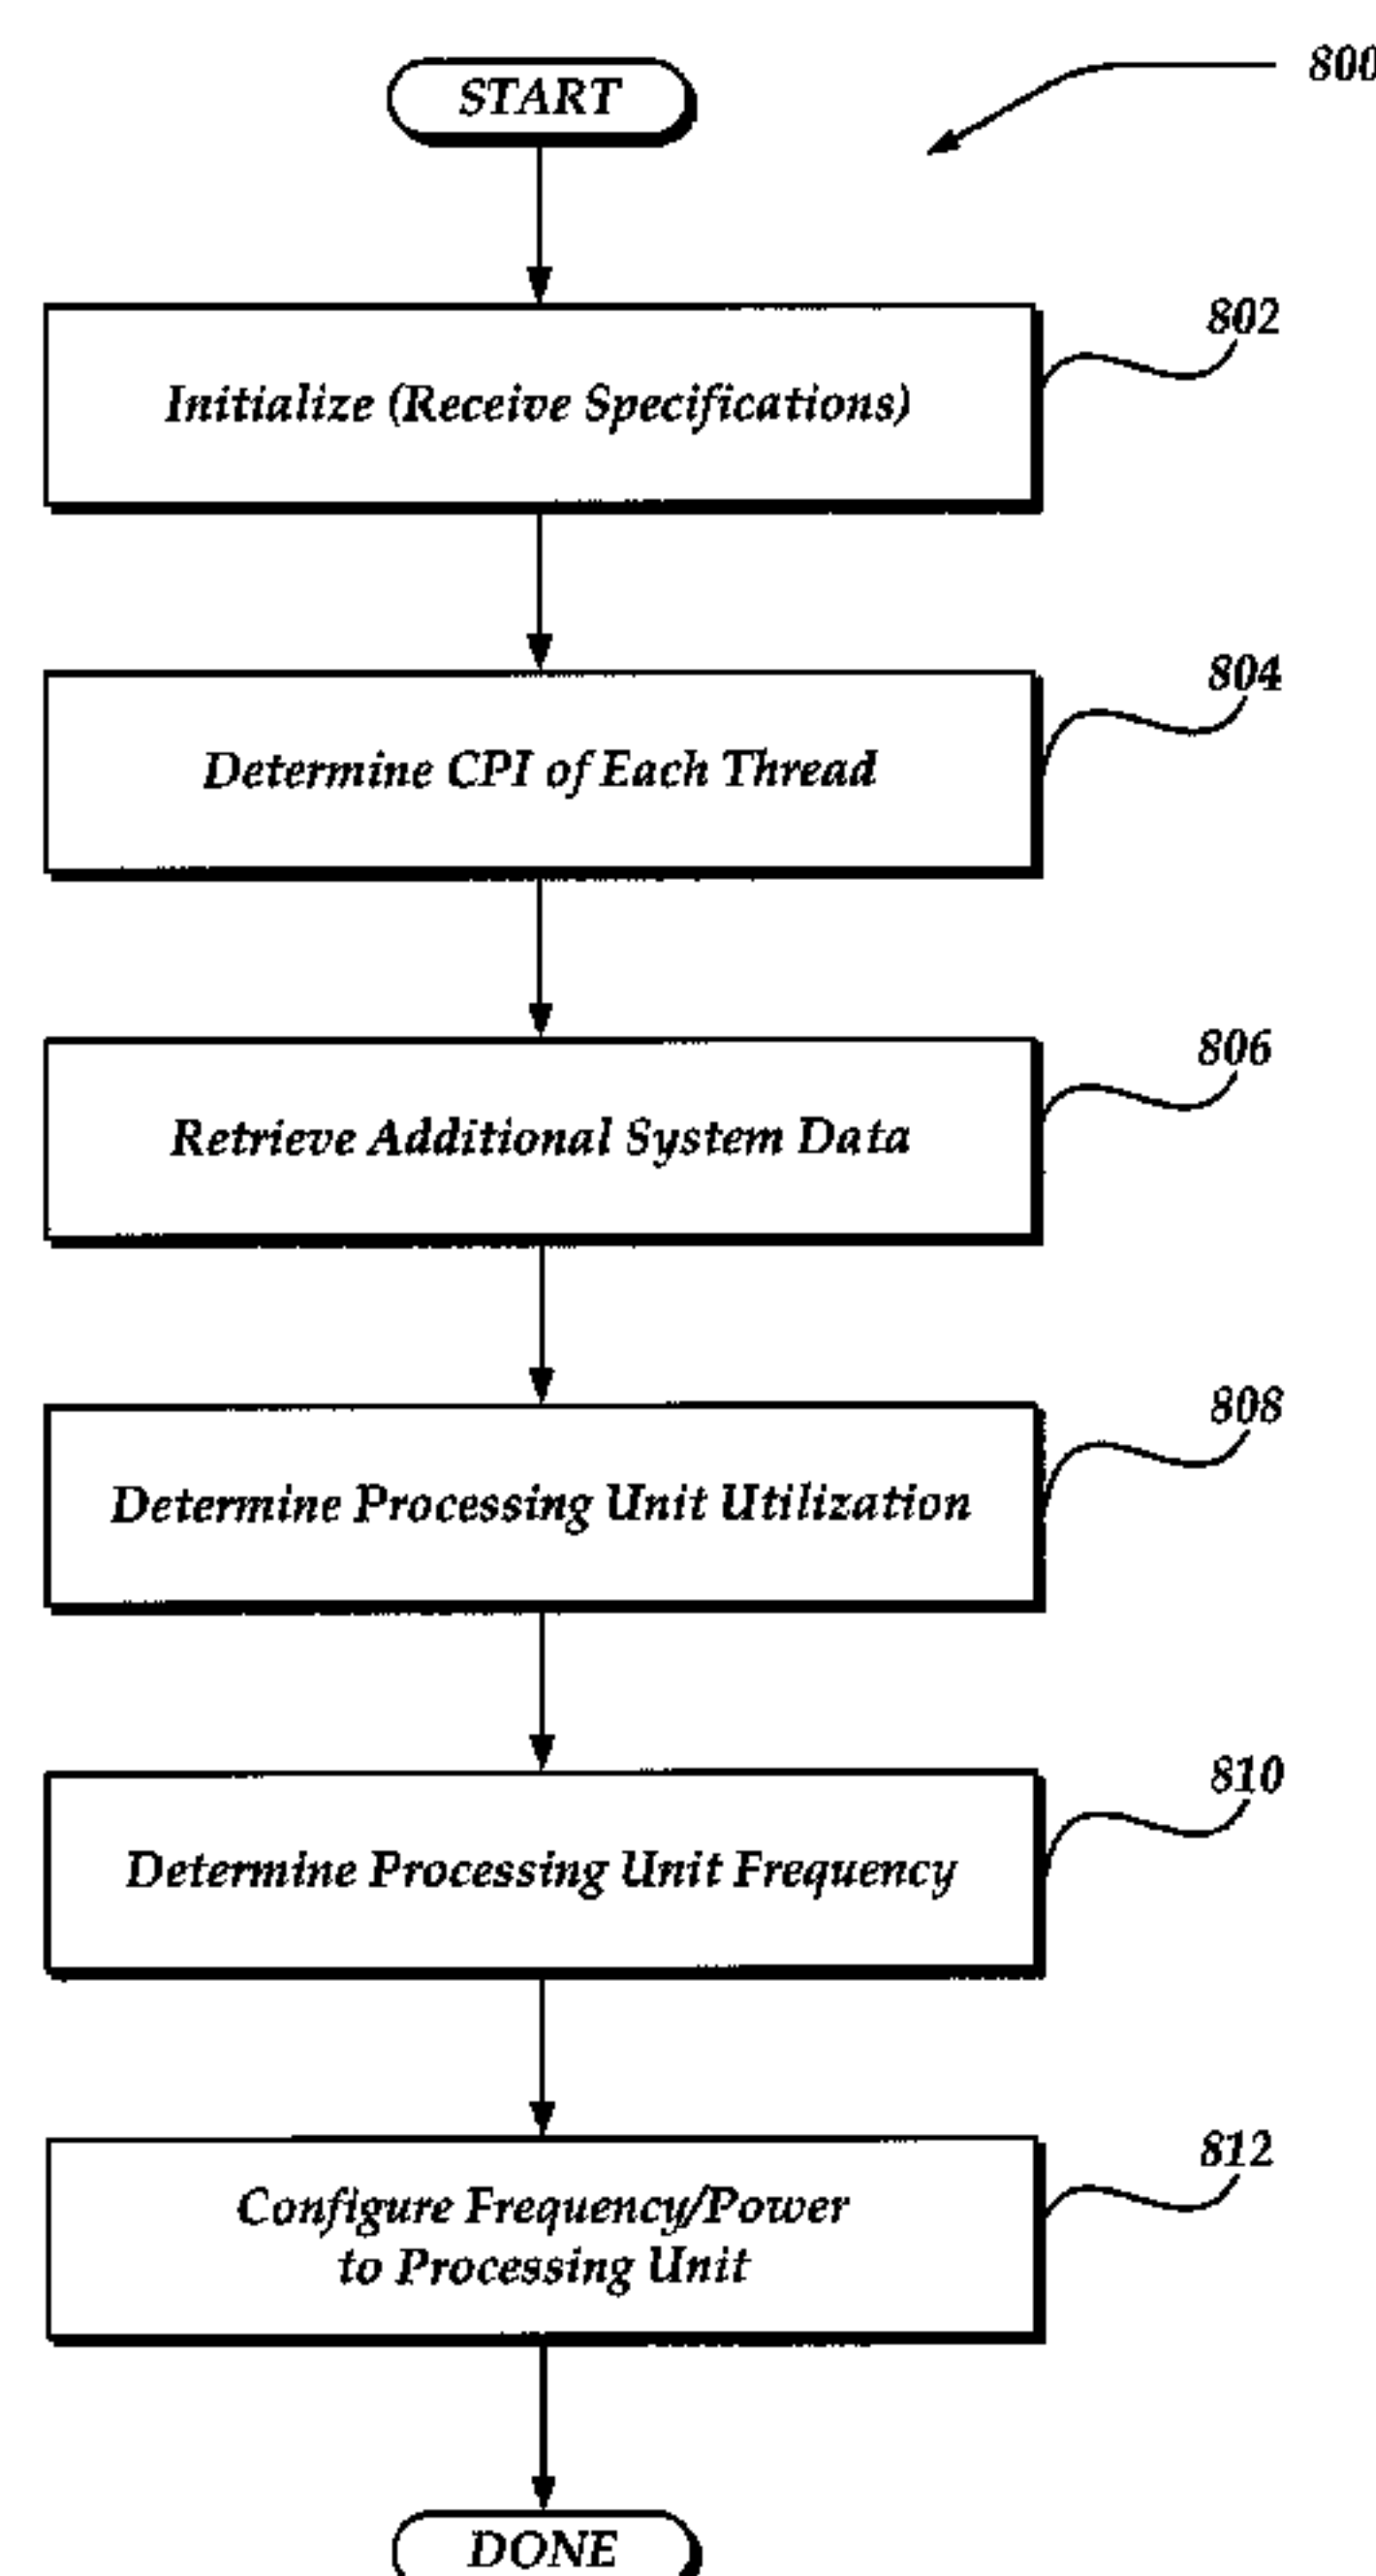 START
800
Initialize (Receive Specifications)
802
Determine CPI of Each Thread
804
Retrieve Additional System Data
806
Determine Processing Unit Utilization
808
Determine Processing Unit Frequency
810
Configure Frequency/Power
to Processing Unit
812
DONE